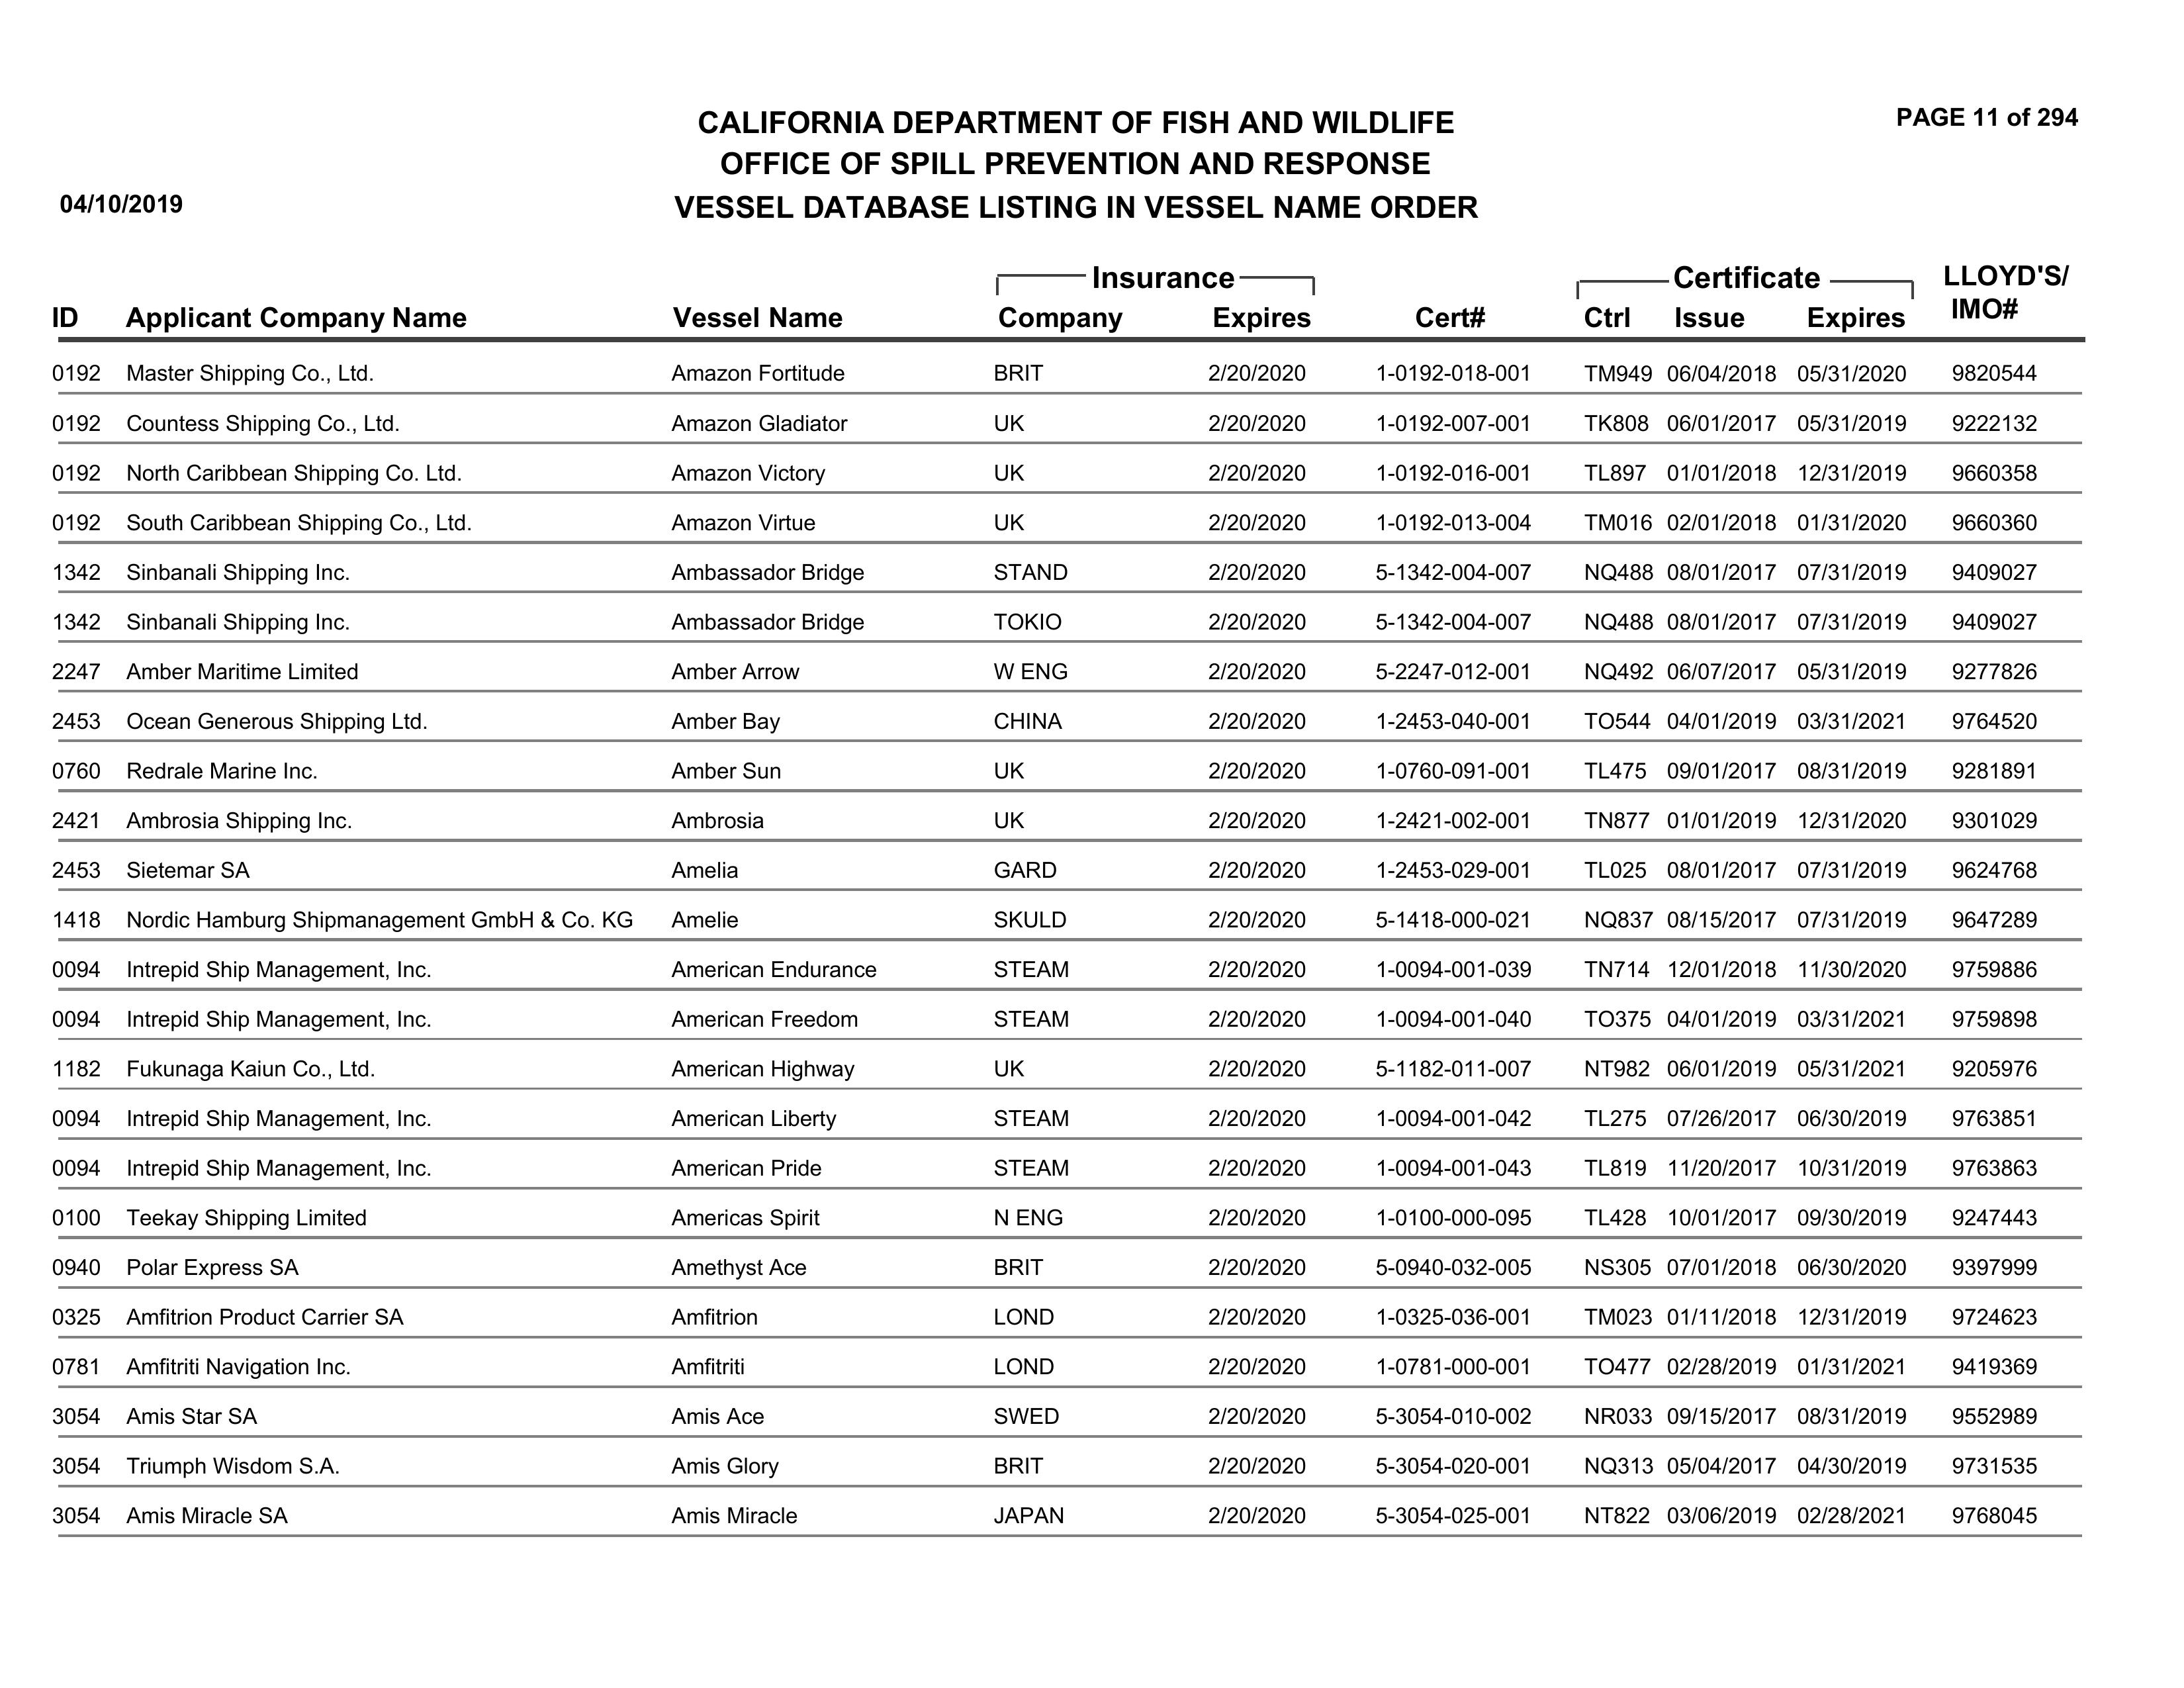 CALIFORNIA DEPARTMENT OF FISH AND WILDLIFE PAGE 11 of 294
OFFICE OF SPILL PREVENTION AND RESPONSE
04/10/2019 VESSEL DATABASE LISTING IN VESSEL NAME ORDER
Insurance Certificate LLOYD'S/
ID Applicant Company Name Vessel Name Company Expires Cert# Ctrl Issue Expires IMO#
0192 Master Shipping Co., Ltd. Amazon Fortitude BRIT 2/20/2020 1-0192-018-001 TM949 06/04/2018 05/31/2020 9820544
0192 Countess Shipping Co., Ltd. Amazon Gladiator UK 2/20/2020 1-0192-007-001 TK808 06/01/2017 05/31/2019 9222132
0192 North Caribbean Shipping Co. Ltd. Amazon Victory UK 2/20/2020 1-0192-016-001 TL897 01/01/2018 12/31/2019 9660358
0192 South Caribbean Shipping Co., Ltd. Amazon Virtue UK 2/20/2020 1-0192-013-004 TM016 02/01/2018 01/31/2020 9660360
1342 Sinbanali Shipping Inc. Ambassador Bridge STAND 2/20/2020 5-1342-004-007 NQ488 08/01/2017 07/31/2019 9409027
1342 Sinbanali Shipping Inc. Ambassador Bridge TOKIO 2/20/2020 5-1342-004-007 NQ488 08/01/2017 07/31/2019 9409027
2247 Amber Maritime Limited Amber Arrow W ENG 2/20/2020 5-2247-012-001 NQ492 06/07/2017 05/31/2019 9277826
2453 Ocean Generous Shipping Ltd. Amber Bay CHINA 2/20/2020 1-2453-040-001 TO544 04/01/2019 03/31/2021 9764520
0760 Redrale Marine Inc. Amber Sun UK 2/20/2020 1-0760-091-001 TL475 09/01/2017 08/31/2019 9281891
2421 Ambrosia Shipping Inc. Ambrosia UK 2/20/2020 1-2421-002-001 TN877 01/01/2019 12/31/2020 9301029
2453 Sietemar SA Amelia GARD 2/20/2020 1-2453-029-001 TL025 08/01/2017 07/31/2019 9624768
1418 Nordic Hamburg Shipmanagement GmbH & Co. KG Amelie SKULD 2/20/2020 5-1418-000-021 NQ837 08/15/2017 07/31/2019 9647289
0094 Intrepid Ship Management, Inc. American Endurance STEAM 2/20/2020 1-0094-001-039 TN714 12/01/2018 11/30/2020 9759886
0094 Intrepid Ship Management, Inc. American Freedom STEAM 2/20/2020 1-0094-001-040 TO375 04/01/2019 03/31/2021 9759898
1182 Fukunaga Kaiun Co., Ltd. American Highway UK 2/20/2020 5-1182-011-007 NT982 06/01/2019 05/31/2021 9205976
0094 Intrepid Ship Management, Inc. American Liberty STEAM 2/20/2020 1-0094-001-042 TL275 07/26/2017 06/30/2019 9763851
0094 Intrepid Ship Management, Inc. American Pride STEAM 2/20/2020 1-0094-001-043 TL819 11/20/2017 10/31/2019 9763863
0100 Teekay Shipping Limited Americas Spirit N ENG 2/20/2020 1-0100-000-095 TL428 10/01/2017 09/30/2019 9247443
0940 Polar Express SA Amethyst Ace BRIT 2/20/2020 5-0940-032-005 NS305 07/01/2018 06/30/2020 9397999
0325 Amfitrion Product Carrier SA Amfitrion LOND 2/20/2020 1-0325-036-001 TM023 01/11/2018 12/31/2019 9724623
0781 Amfitriti Navigation Inc. Amfitriti LOND 2/20/2020 1-0781-000-001 TO477 02/28/2019 01/31/2021 9419369
3054 Amis Star SA Amis Ace SWED 2/20/2020 5-3054-010-002 NR033 09/15/2017 08/31/2019 9552989
3054 Triumph Wisdom S.A. Amis Glory BRIT 2/20/2020 5-3054-020-001 NQ313 05/04/2017 04/30/2019 9731535
3054 Amis Miracle SA Amis Miracle JAPAN 2/20/2020 5-3054-025-001 NT822 03/06/2019 02/28/2021 9768045